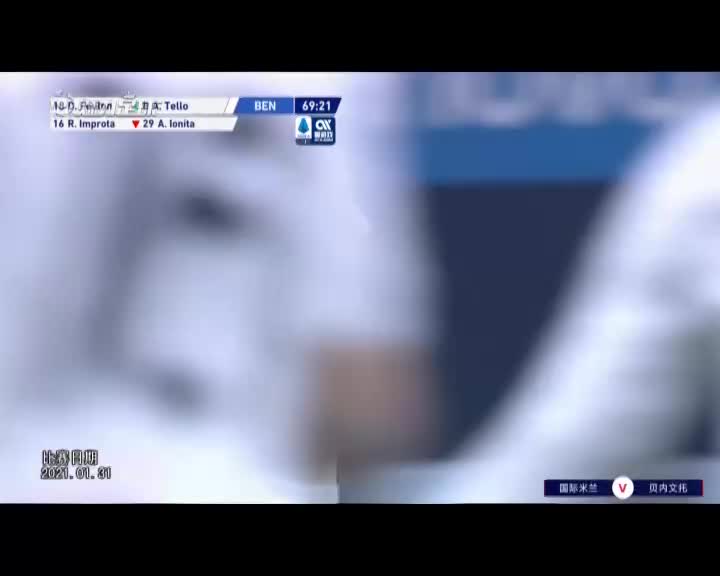 Tello
BEN
69:21
16 R. Improta
29 A. Ionita
比赛日期
2021.01.31
国际米兰 V 贝内文托